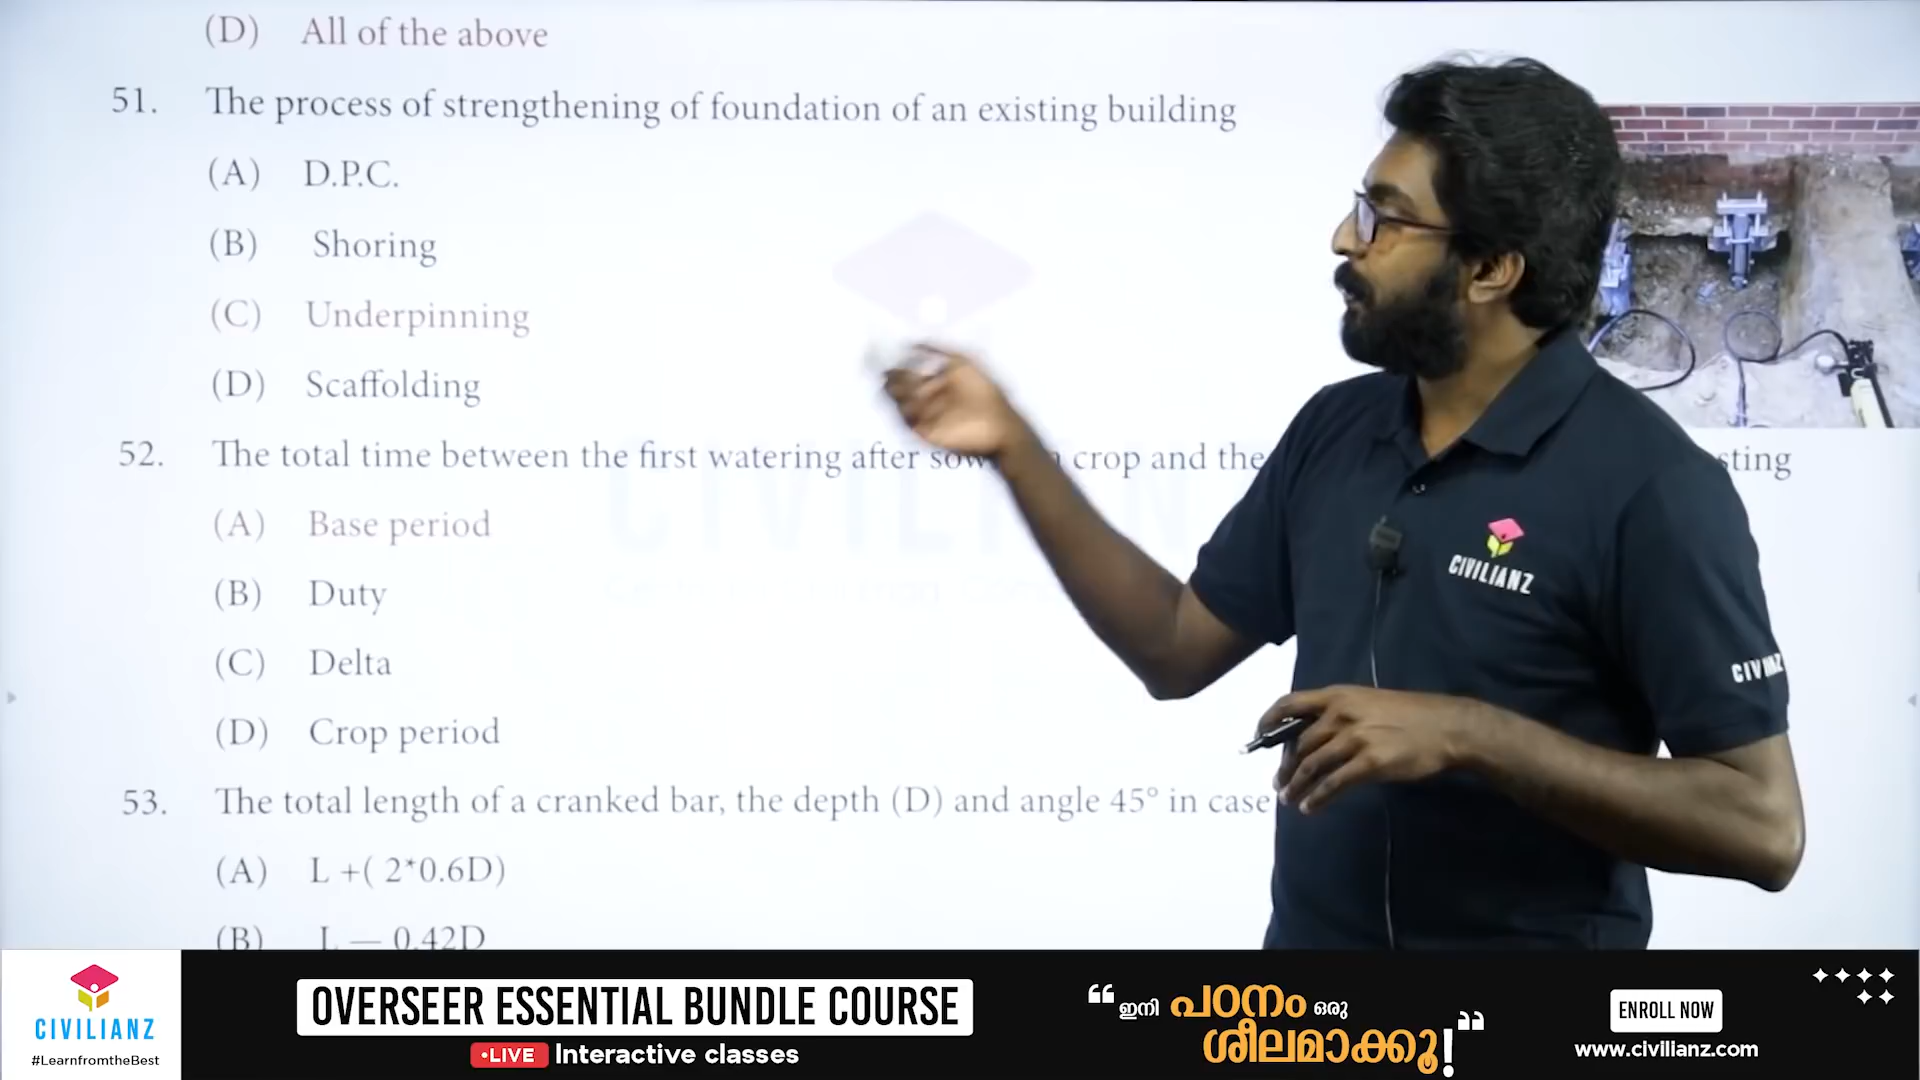 (D) All of the above
51. The process of strengthening of foundation of an existing building
(A) D.P.C.
(B) Shoring
(C) Underpinning
(D) Scaffolding
52. The total time between the first watering after crop and the sting
(A) Base period
(B) Duty
(C) Delta
(D) Crop period
53. The total length of a cranked bar, the depth (D) and angle 45° in case
(A) L +( 2*0.6D)
(B) L — 0.42D
CIVILIANZ
CIVILIANZ
#LearnfromtheBest
OVERSEER ESSENTIAL BUNDLE COURSE
•LIVE Interactive classes
“ഇനി പഠനം ഒരു
ശീലമാക്കൂ!”
ENROLL NOW
www.civilianz.com